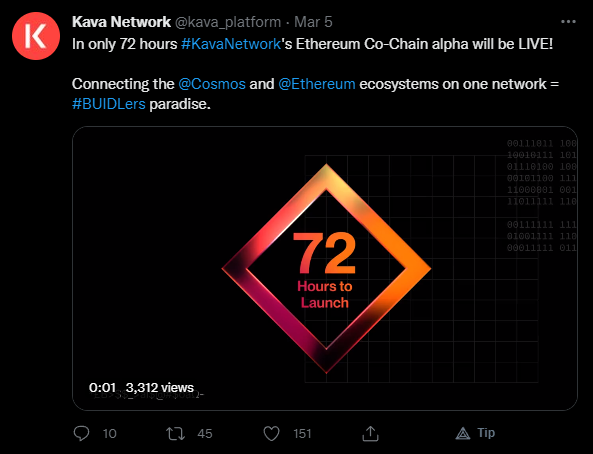 Kava Network @kava_platform · Mar 5
In only 72 hours #KavaNetwork's Ethereum Co-Chain alpha will be LIVE!
Connecting the @Cosmos and @Ethereum ecosystems on one network =
#BUIDLers paradise.
00111011 100
10010111 101
01110100 100
00101100 111
11000801 001
11011111 110
00111111 111
01001111 110
00011111 011
72
Hours to
Launch
0:01 3,312 views
10 45 151 Tip